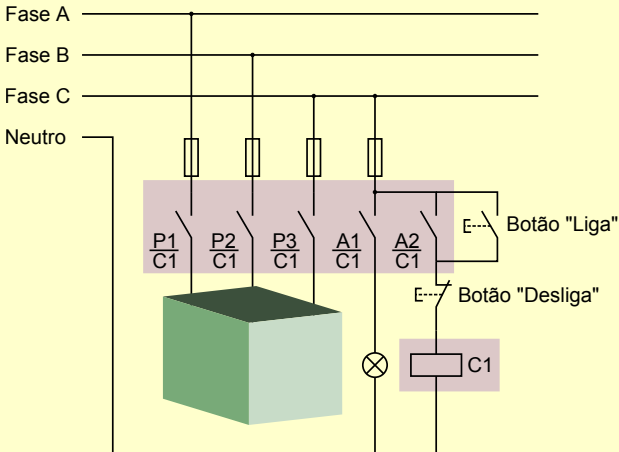 Fase A
Fase B
Fase C
Neutro
P1
C1
P2
C1
P3
C1
A1
C1
A2
C1
Botão "Liga"
Botão "Desliga"
C1